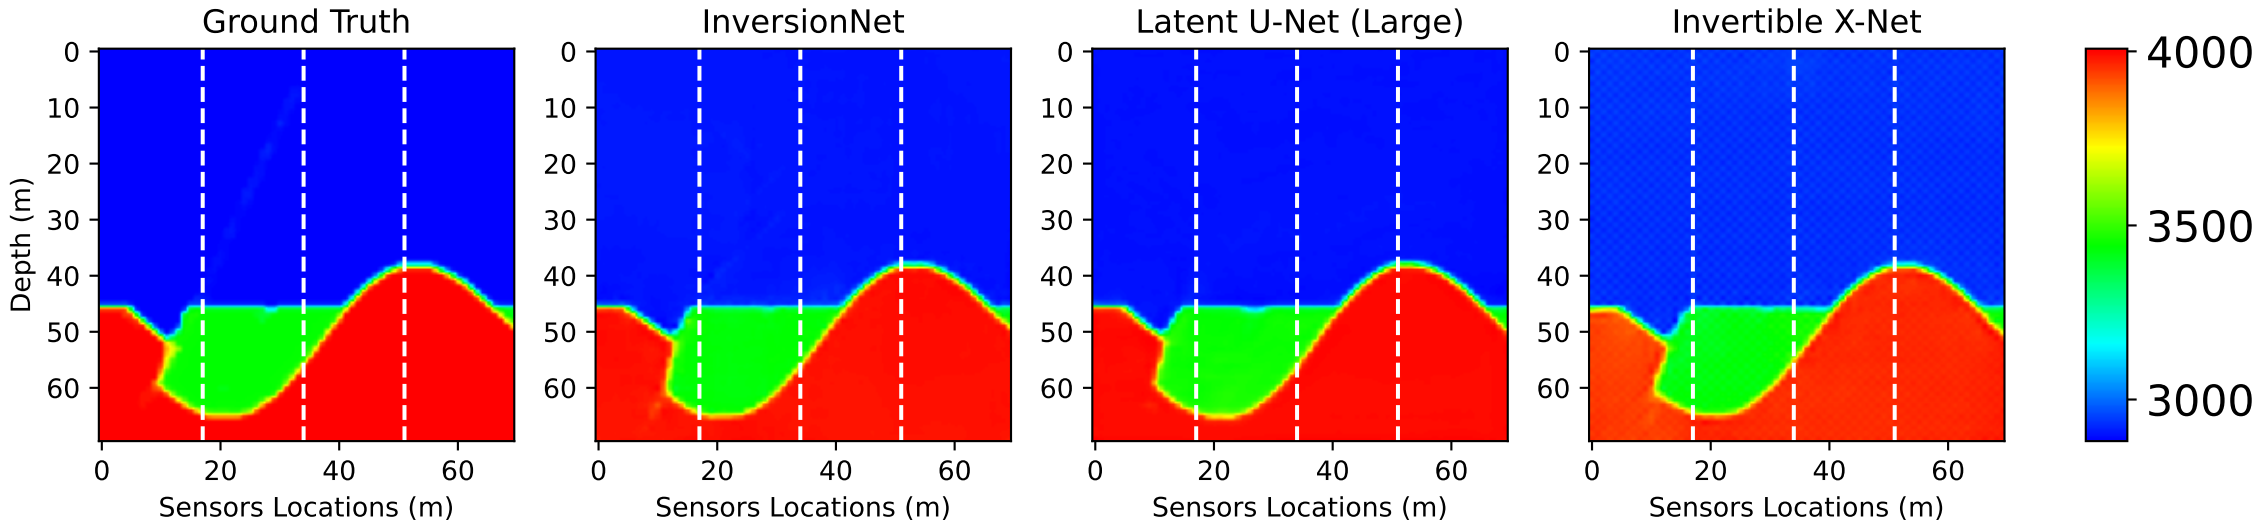 Ground Truth
InversionNet
Latent U-Net (Large)
Invertible X-Net
Depth (m)
0
10
20
30
40
50
60
0 20 40 60
Sensors Locations (m)
0
10
20
30
40
50
60
0 20 40 60
Sensors Locations (m)
0
10
20
30
40
50
60
0 20 40 60
Sensors Locations (m)
0
10
20
30
40
50
60
0 20 40 60
Sensors Locations (m)
4000
3500
3000